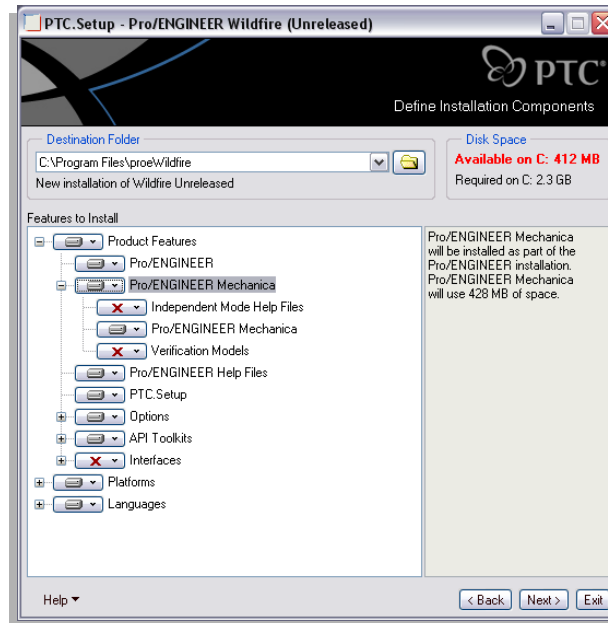 PTC.Setup - Pro/ENGINEER Wildfire (Unreleased)
PTC®
Define Installation Components
Destination Folder
C:\Program Files\proeWildfire
New installation of Wildfire Unreleased
Disk Space
Available on C: 412 MB
Required on C: 2.3 GB
Features to Install
Product Features
Pro/ENGINEER
Pro/ENGINEER Mechanica
Independent Mode Help Files
Pro/ENGINEER Mechanica
Verification Models
Pro/ENGINEER Help Files
PTC.Setup
Options
API Toolkits
Interfaces
Platforms
Languages
Pro/ENGINEER Mechanica
will be installed as part of the
Pro/ENGINEER installation.
Pro/ENGINEER Mechanica
will use 428 MB of space.
Help
< Back
Next >
Exit